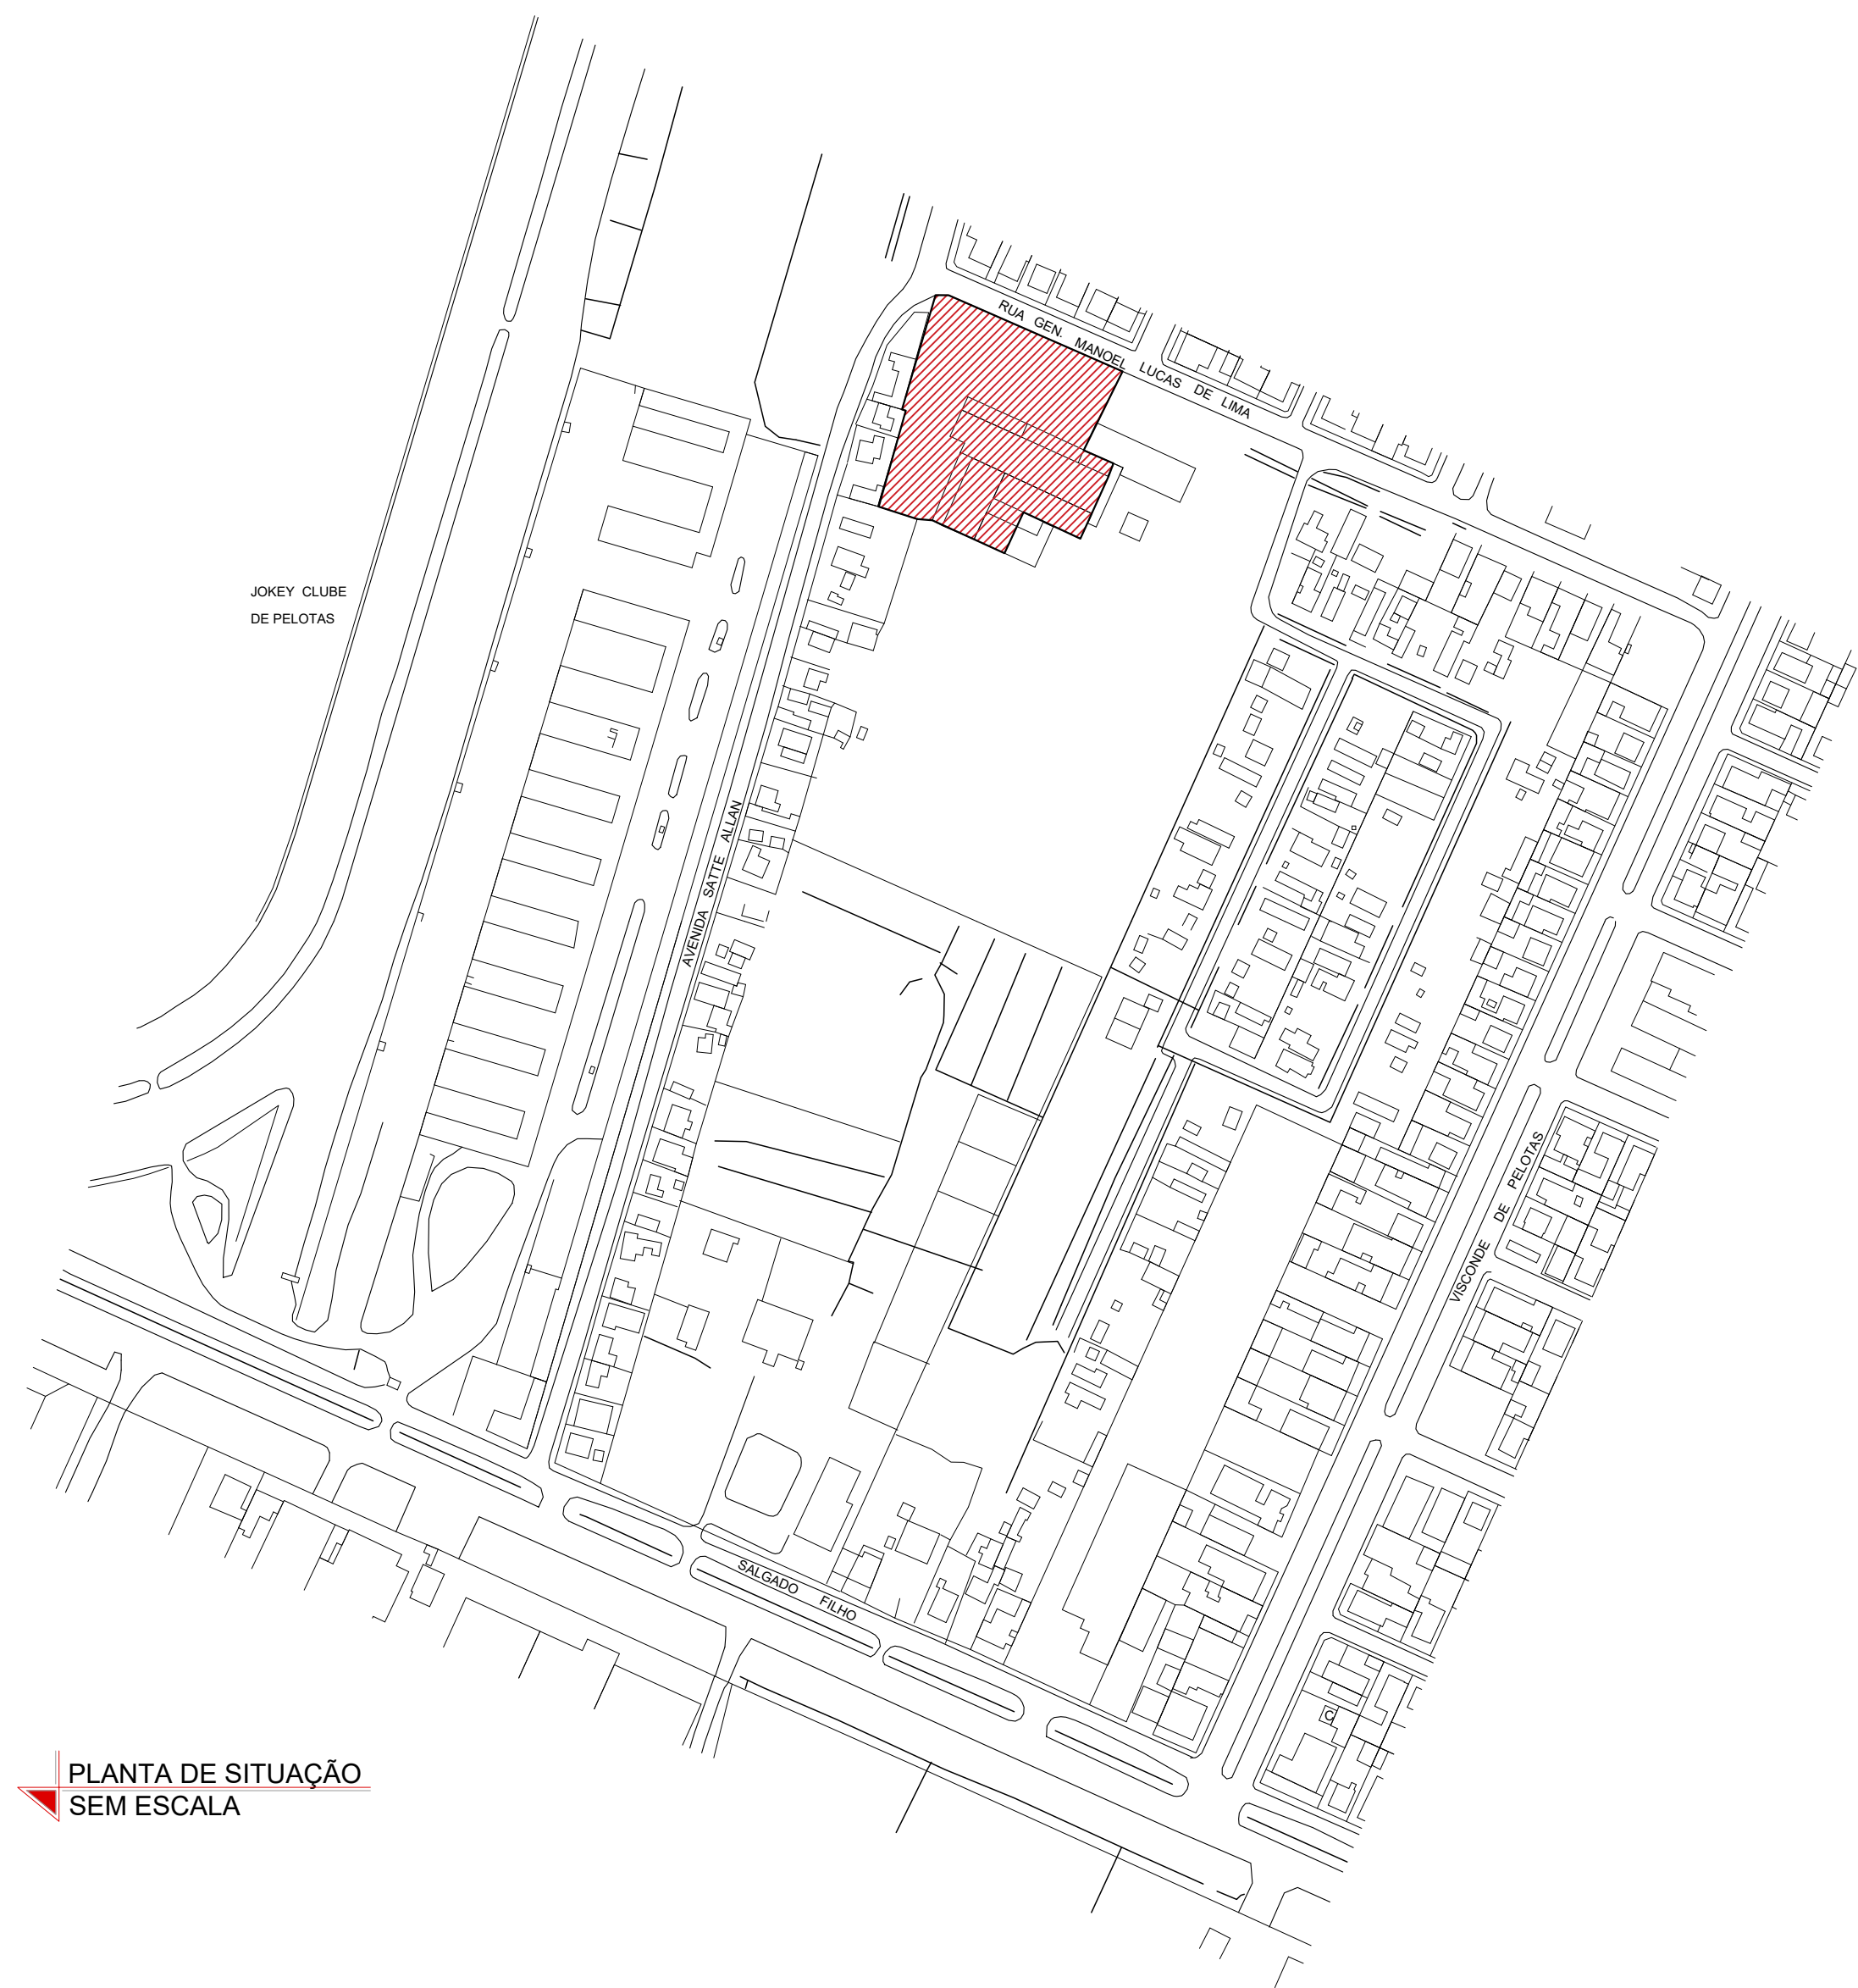 RUA GEN. MANOEL LUCAS DE LIMA
JOKEY CLUBE
DE PELOTAS
AVENIDA SATTE ALLAN
VISCONDE DE PELOTAS
SALGADO FILHO
C
PLANTA DE SITUAÇÃO
SEM ESCALA